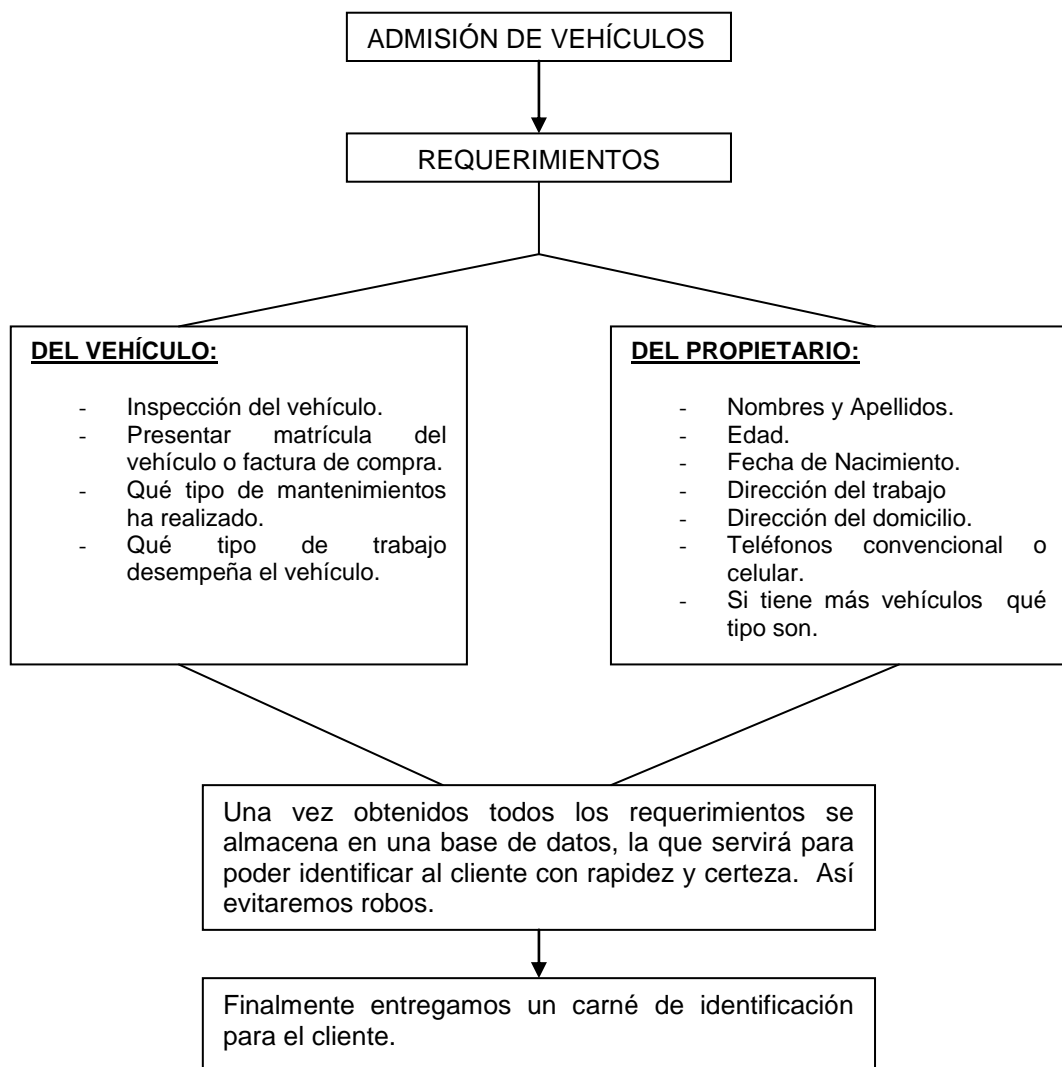 ADMISIÓN DE VEHÍCULOS
REQUERIMIENTOS
DEL VEHÍCULO:
- Inspección del vehículo.
- Presentar matrícula del
vehículo o factura de compra.
- Qué tipo de mantenimientos
ha realizado.
- Qué tipo de trabajo
desempeña el vehículo.
DEL PROPIETARIO:
- Nombres y Apellidos.
- Edad.
- Fecha de Nacimiento.
- Dirección del trabajo
- Dirección del domicilio.
- Teléfonos convencional o
celular.
- Si tiene más vehículos qué
tipo son.
Una vez obtenidos todos los requerimientos se
almacena en una base de datos, la que servirá para
poder identificar al cliente con rapidez y certeza. Así
evitaremos robos.
Finalmente entregamos un carné de identificación
para el cliente.